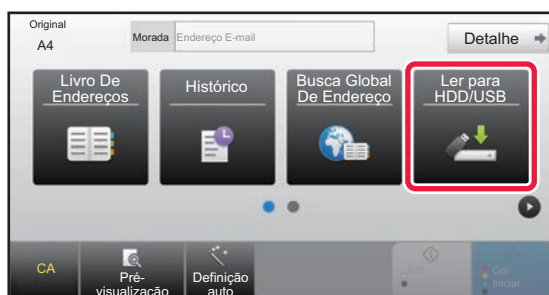 Original
A4
Morada Endereço E-mail
Detalhe
Livro De
Endereços
Histórico
Busca Global
De Endereço
Ler para
HDD/USB
CA
Pré-
visualização
Definição
auto
Cor
Iniciar